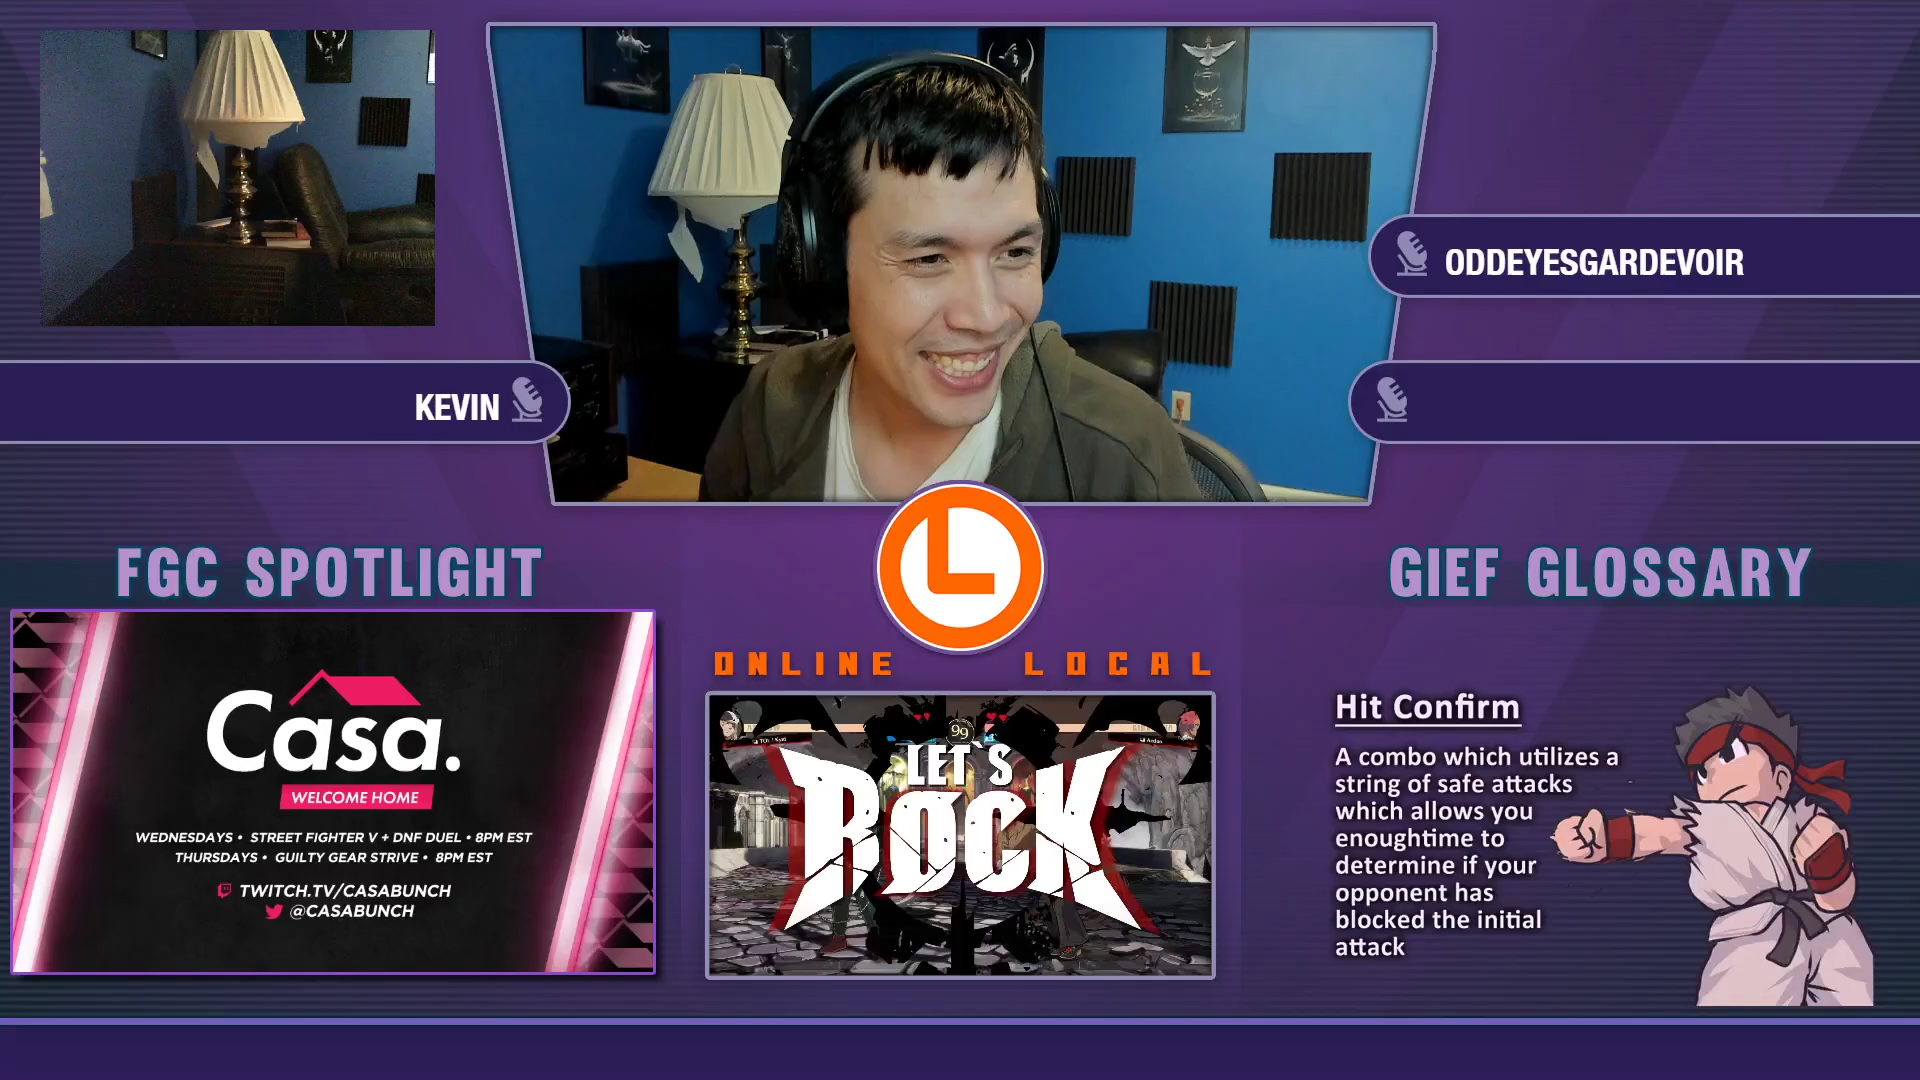 ODDEYESGARDEVOIR
KEVIN
FGC SPOTLIGHT
Casa.
WELCOME HOME
WEDNESDAYS • STREET FIGHTER V + DNF DUEL • 8PM EST
THURSDAYS • GUILTY GEAR STRIVE • 8PM EST
TWITCH.TV/CASABUNCH
@CASABUNCH
L
ONLINE LOCAL
99
LET'S
ROCK
GIEF GLOSSARY
Hit Confirm
A combo which utilizes a
string of safe attacks
which allows you
enoughtime to
determine if your
opponent has
blocked the initial
attack